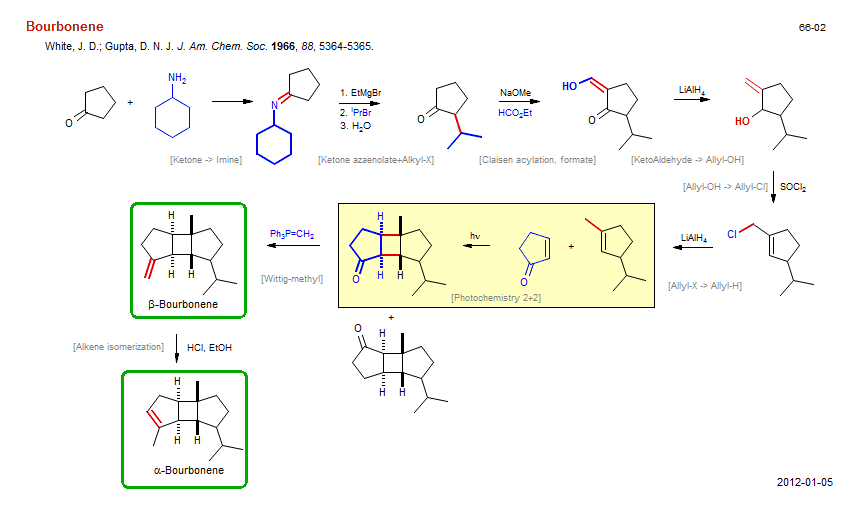 Bourbonene
66-02
White, J. D.; Gupta, D. N. J. J. Am. Chem. Soc. 1966, 88, 5364-5365.
O
+
NH2
N
1. EtMgBr
2. iPrBr
3. H2O
O
NaOMe
HCO2Et
HO
O
LiAlH4
HO
[Ketone -> Imine]
[Ketone azaenolate+Alkyl-X]
[Claisen acylation, formate]
[KetoAldehyde -> Allyl-OH]
[Allyl-OH -> Allyl-Cl]
SOCl2
H
H H
β-Bourbonene
Ph3P=CH2
[Wittig-methyl]
H
O
H H
hν
O
+
[Photochemistry 2+2]
LiAlH4
[Allyl-X -> Allyl-H]
Cl
+
O
H
H H
[Alkene isomerization]
HCl, EtOH
H
H H
α-Bourbonene
2012-01-05